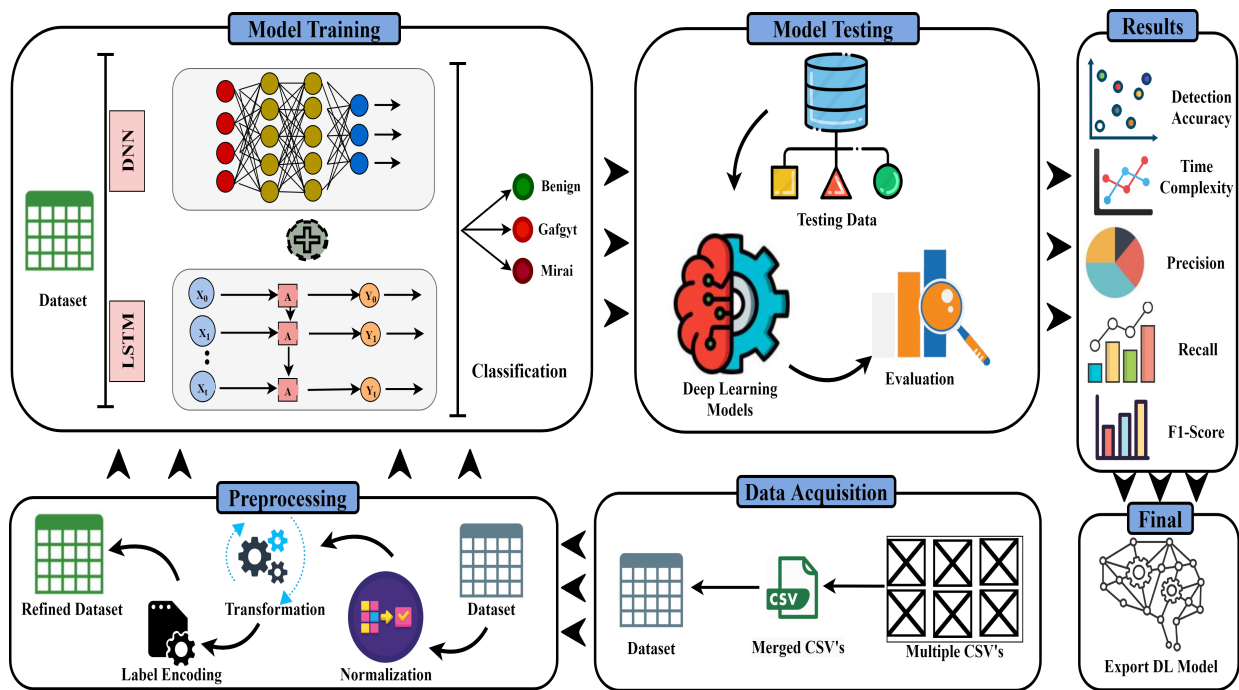 Model Training
DNN
LSTM
Dataset
X0
A
Y0
X1
A
Y1
Xt
A
Benign
Gafgyt
Mirai
Classification
Model Testing
Testing Data
Deep Learning
Models
Evaluation
Results
Detection
Accuracy
Time
Complexity
Precision
Recall
F1-Score
Preprocessing
Refined Dataset
Transformation
Dataset
Label Encoding
Normalization
Data Acquisition
Dataset
CSV
Merged CSV's
Multiple CSV's
Final
Export DL Model